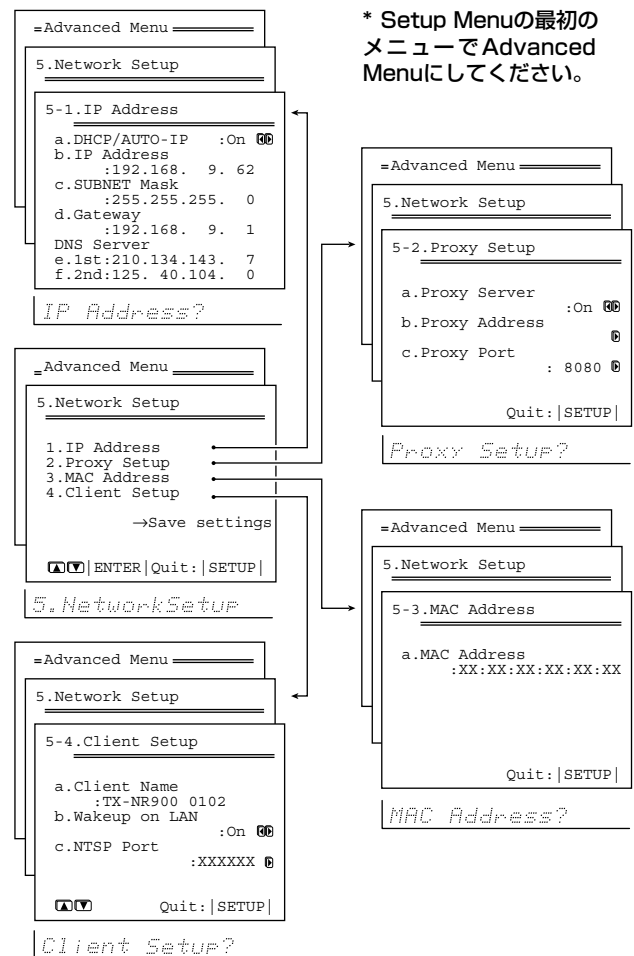 =Advanced Menu
5.Network Setup
5-1.IP Address
a.DHCP/AUTO-IP :On
b.IP Address
:192.168. 9. 62
c.SUBNET Mask
:255.255.255. 0
d.Gateway
:192.168. 9. 1
DNS Server
e.1st:210.134.143. 7
f.2nd:125. 40.104. 0
IP Address?
* Setup Menuの最初の
メニューでAdvanced
Menuにしてください。
=Advanced Menu
5.Network Setup
5-2.Proxy Setup
a.Proxy Server
:On
b.Proxy Address
c.Proxy Port
: 8080
Quit:|SETUP|
Proxy Setup?
Advanced Menu
5.Network Setup
1.IP Address
2.Proxy Setup
3.MAC Address
4.Client Setup
→Save settings
▲▼|ENTER|Quit:|SETUP|
5.NetworkSetup
=Advanced Menu
5.Network Setup
5-3.MAC Address
a.MAC Address
:XX:XX:XX:XX:XX:XX
Quit:|SETUP|
MAC Address?
=Advanced Menu
5.Network Setup
5-4.Client Setup
a.Client Name
:TX-NR900 0102
b.Wakeup on LAN
:On
c.NTSP Port
:XXXXXX
▲▼ Quit:|SETUP|
Client Setup?